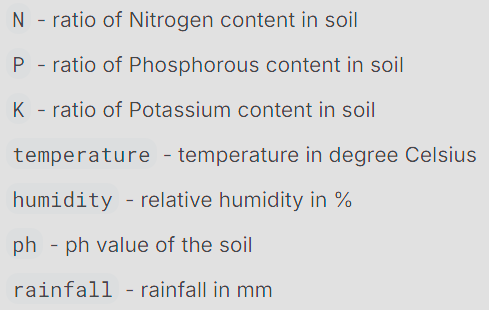 N - ratio of Nitrogen content in soil
P - ratio of Phosphorous content in soil
K - ratio of Potassium content in soil
temperature - temperature in degree Celsius
humidity - relative humidity in %
ph - ph value of the soil
rainfall - rainfall in mm